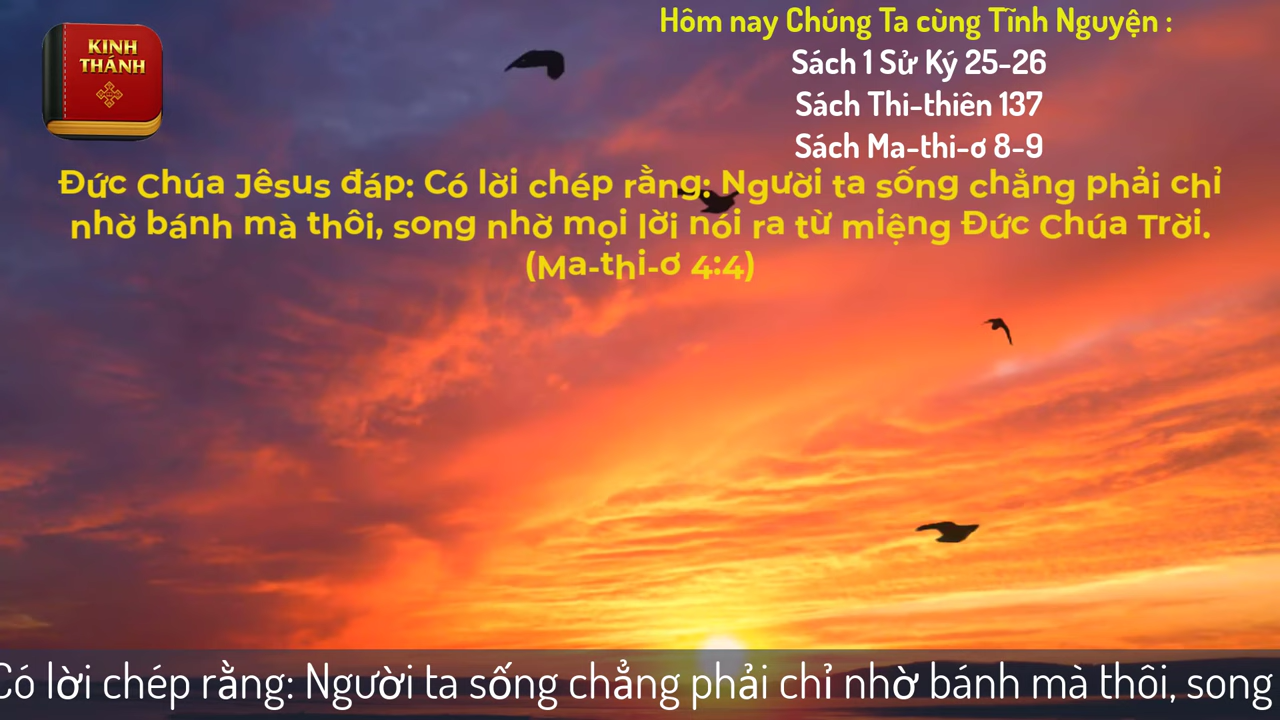 KINH
THÁNH
Hôm nay Chúng Ta cùng Tĩnh Nguyện :
Sách 1 Sử Ký 25-26
Sách Thi-thiên 137
Sách Ma-thi-ơ 8-9
Đức Chúa Jêsus đáp: Có lời chép rằng: Người ta sống chẳng phải chỉ
nhờ bánh mà thôi, song nhờ mọi lời nói ra từ miệng Đức Chúa Trời.
(Ma-thi-ơ 4:4)
Có lời chép rằng: Người ta sống chẳng phải chỉ nhờ bánh mà thôi, song